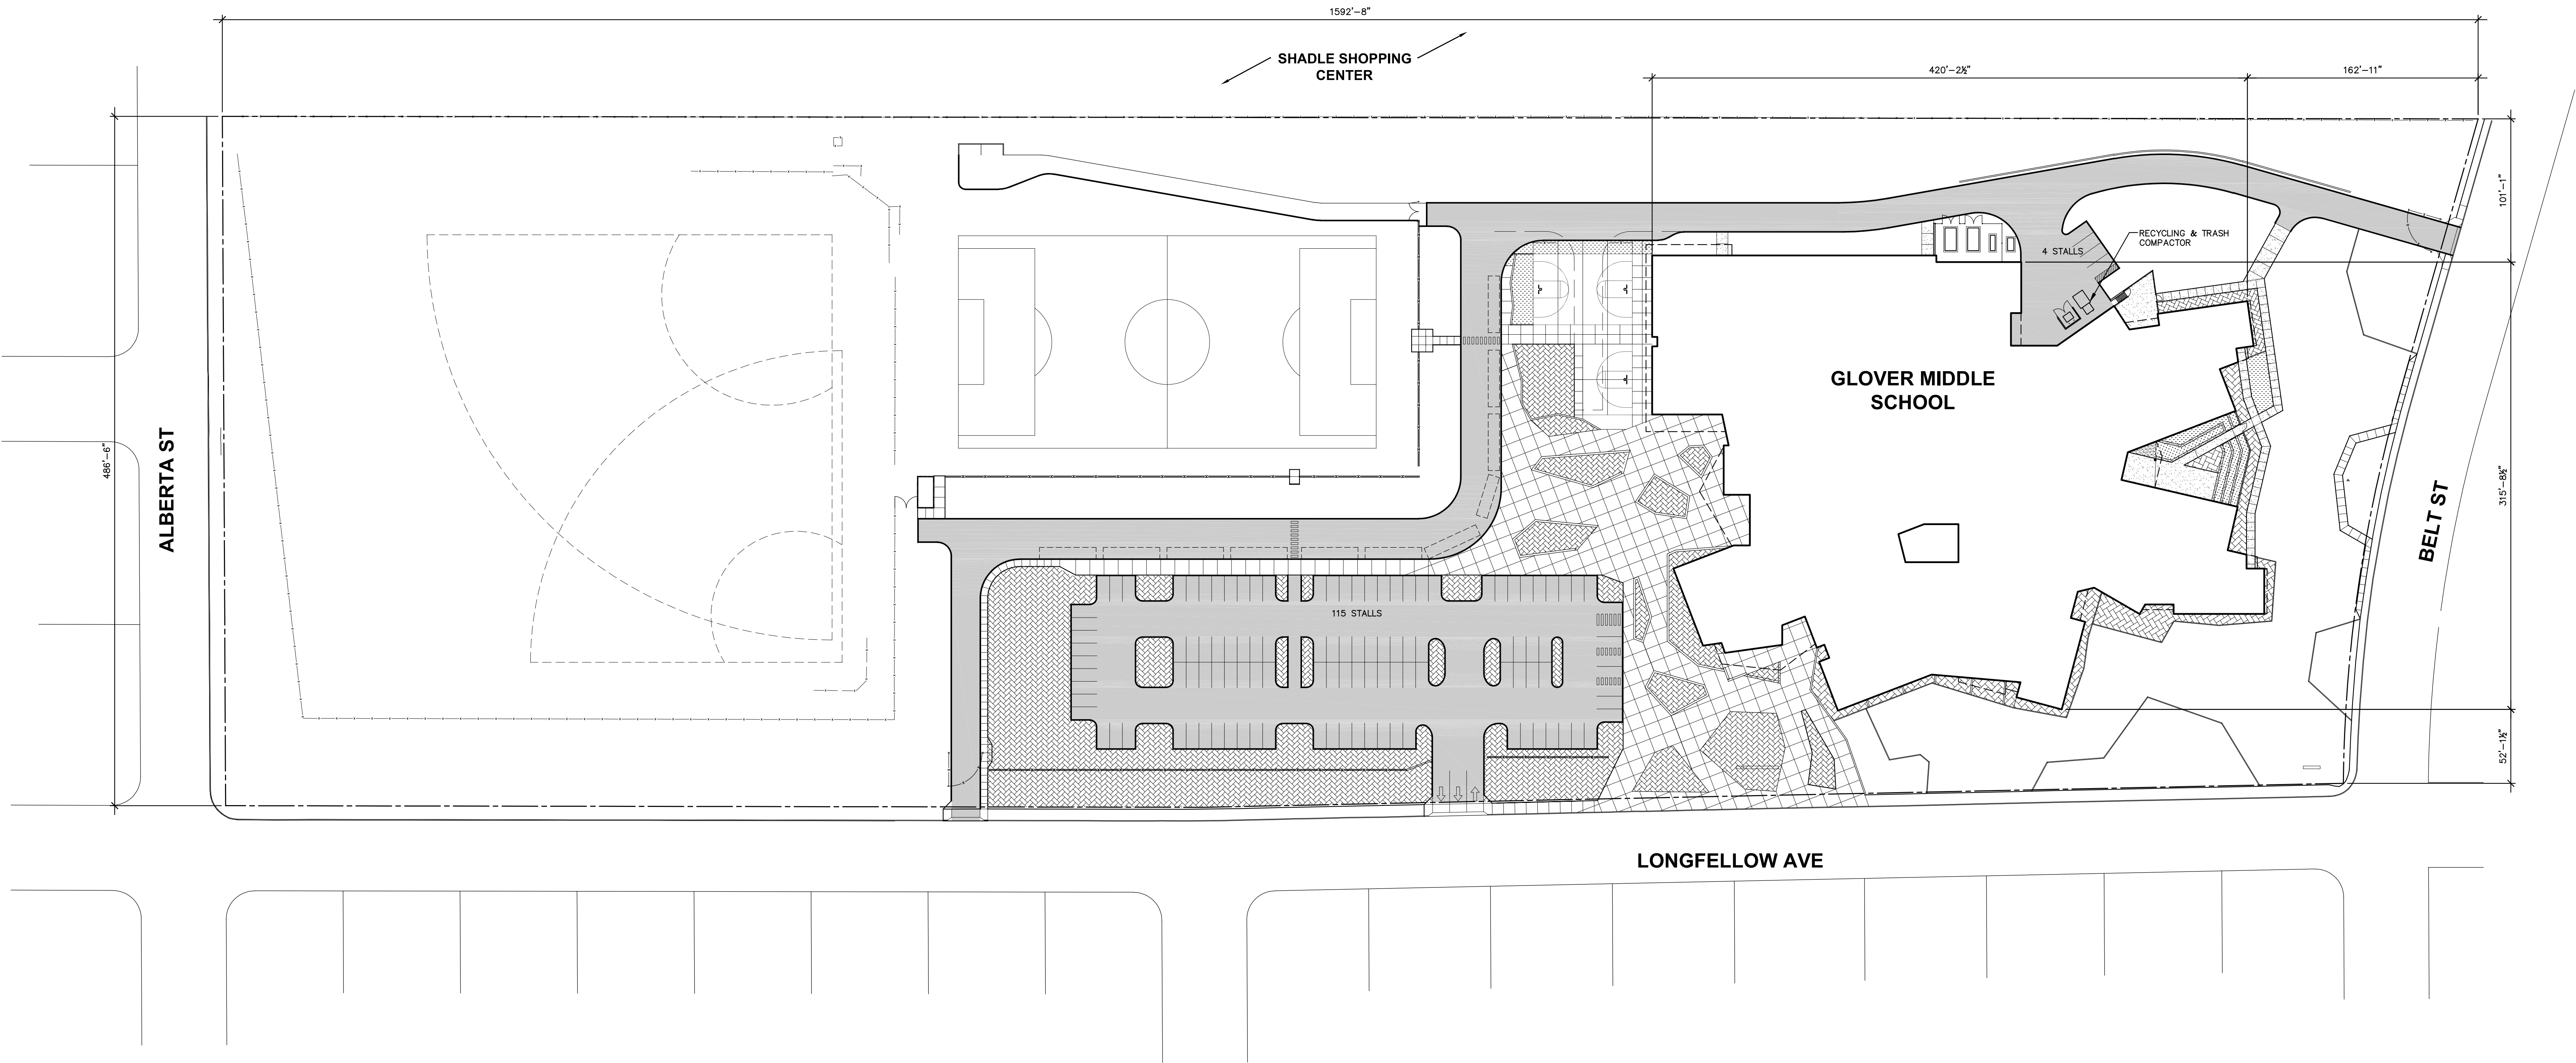 1592'-8"
SHADLE SHOPPING
CENTER
420'-2½"
162'-11"
101'-1"
RECYCLING & TRASH
COMPACTOR
4 STALLS
GLOVER MIDDLE
SCHOOL
486'-6"
ALBERTA ST
315'-8½"
BELT ST
115 STALLS
52'-1½"
LONGFELLOW AVE